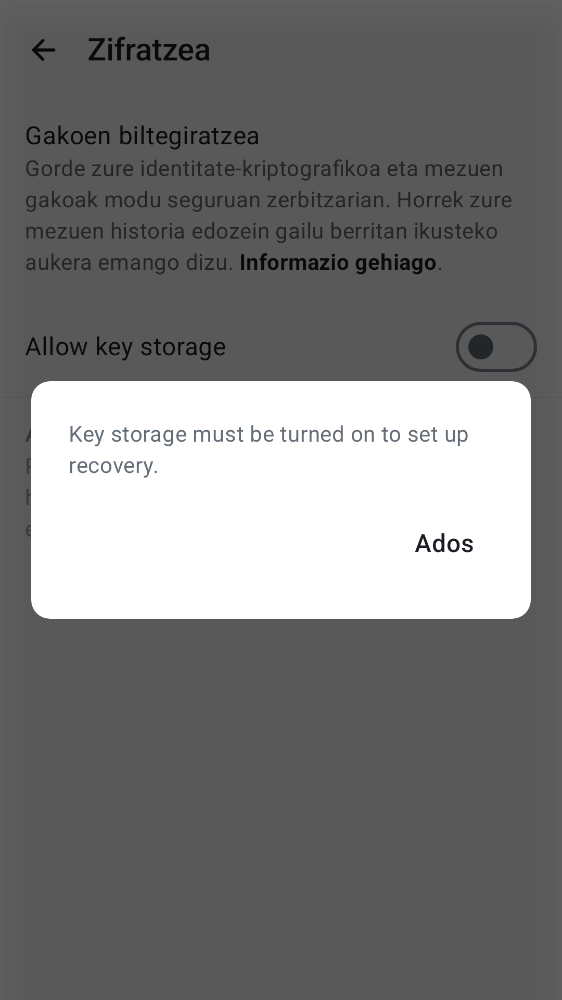 Zifratzea
Gakoen biltegiratzea
Gorde zure identitate-kriptografikoa eta mezuen
gakoak modu seguruan zerbitzarian. Horrek zure
mezuen historia edozein gailu berritan ikusteko
aukera emango dizu. Informazio gehiago.
Allow key storage
Key storage must be turned on to set up
recovery.
Ados